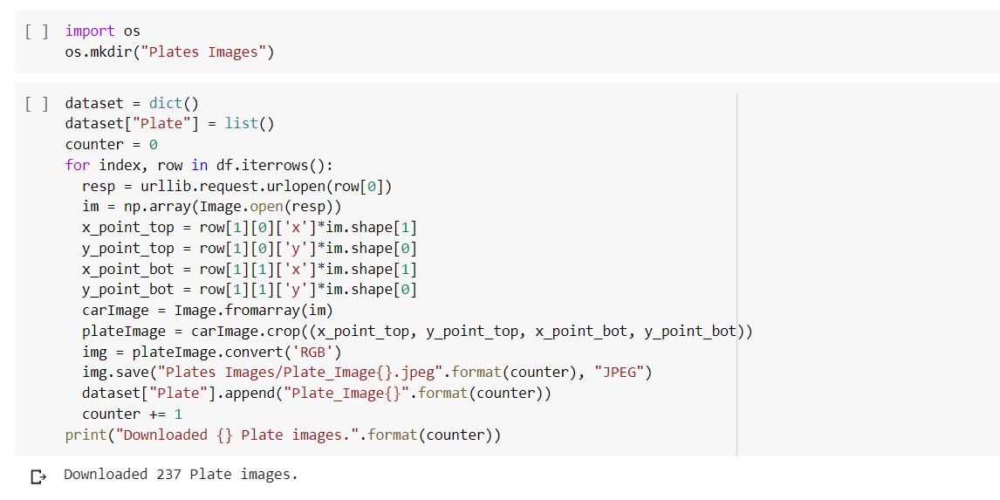 [ ] import os
os.mkdir("Plates Images")
[ ] dataset = dict()
dataset["Plate"] = list()
counter = 0
for index, row in df.iterrows():
  resp = urllib.request.urlopen(row[0])
  im = np.array(Image.open(resp))
  x_point_top = row[1][0]['x']*im.shape[1]
  y_point_top = row[1][0]['y']*im.shape[0]
  x_point_bot = row[1][1]['x']*im.shape[1]
  y_point_bot = row[1][1]['y']*im.shape[0]
  carImage = Image.fromarray(im)
  plateImage = carImage.crop((x_point_top, y_point_top, x_point_bot, y_point_bot))
  img = plateImage.convert('RGB')
  img.save("Plates Images/Plate_Image{}.jpeg".format(counter), "JPEG")
  dataset["Plate"].append("Plate_Image{}".format(counter))
  counter += 1
print("Downloaded {} Plate images.".format(counter))
Downloaded 237 Plate images.